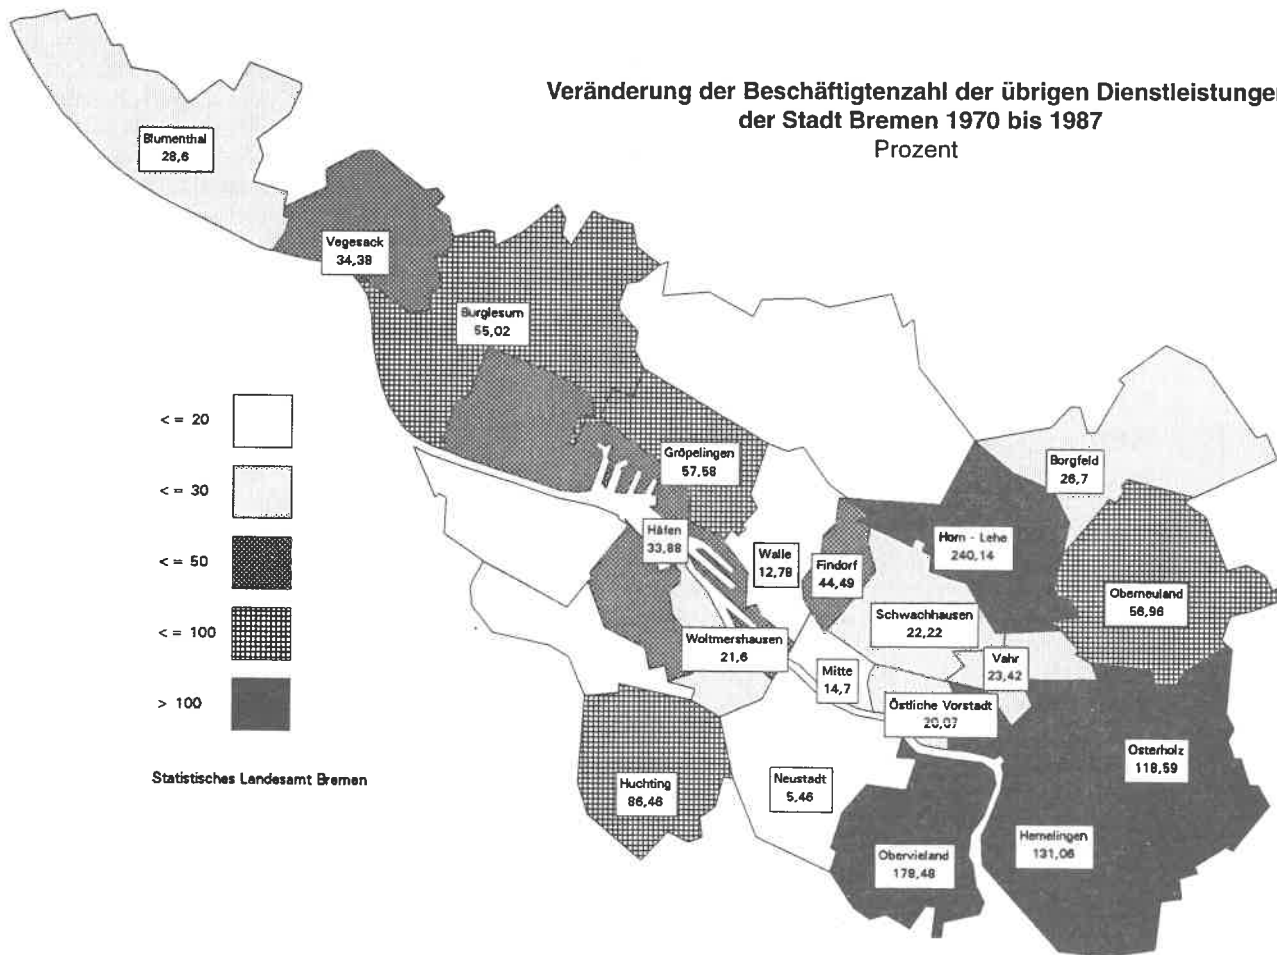 Veränderung der Beschäftigtenzahl der übrigen Dienstleistungen
der Stadt Bremen 1970 bis 1987
Prozent
Blumenthal
28,6
Vegesack
34,38
Burglesum
55,02
Gröpelingen
57,58
Häfen
33,88
Walle
12,78
Findorf
44,49
Horn - Lehe
240,14
Borgfeld
26,7
Oberneuland
56,96
Schwachhausen
22,22
Woltmershausen
21,6
Mitte
14,7
Vahr
23,42
Östliche Vorstadt
20,07
Osterholz
118,59
Huchting
86,46
Neustadt
5,46
Hemelingen
131,06
Obervieland
178,48
< = 20
< = 30
< = 50
< = 100
> 100
Statistisches Landesamt Bremen